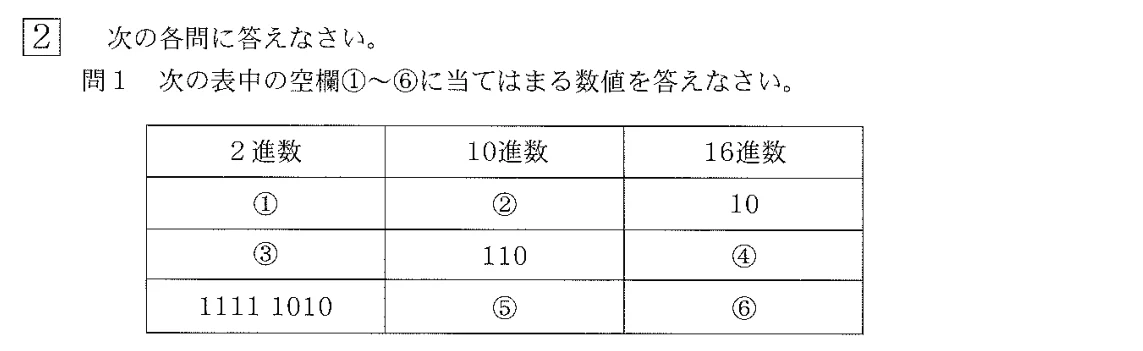 2 次の各問に答えなさい。
問1 次の表中の空欄①～⑥に当てはまる数値を答えなさい。
2進数 10進数 16進数
① ② 10
③ 110 ④
1111 1010 ⑤ ⑥